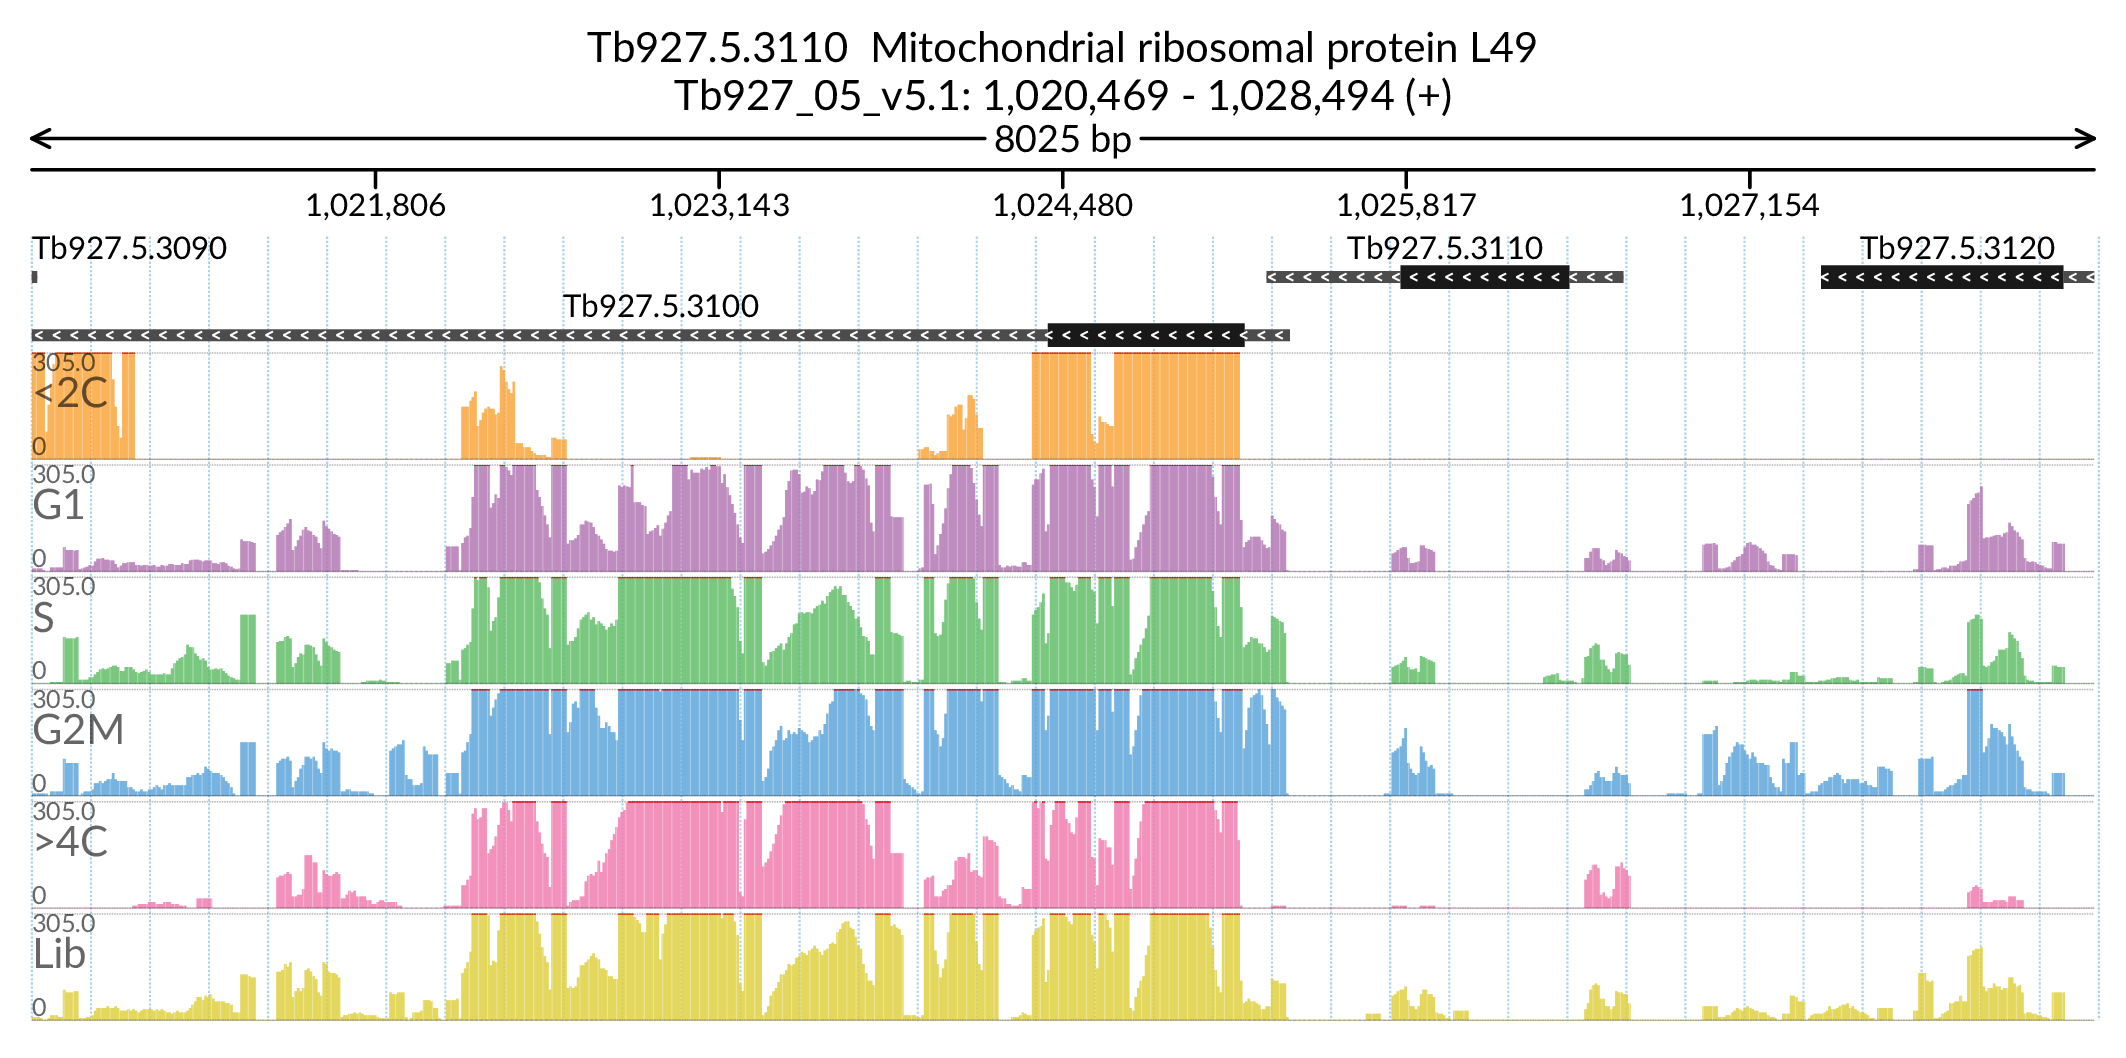 Tb927.5.3110  Mitochondrial ribosomal protein L49
Tb927_05_v5.1: 1,020,469 - 1,028,494 (+)
8025 bp
1,021,806 1,023,143 1,024,480 1,025,817 1,027,154
Tb927.5.3090 Tb927.5.3110 Tb927.5.3120
Tb927.5.3100
305.0
<2C
0
305.0
G1
0
305.0
S
0
305.0
G2M
0
305.0
>4C
0
305.0
Lib
0